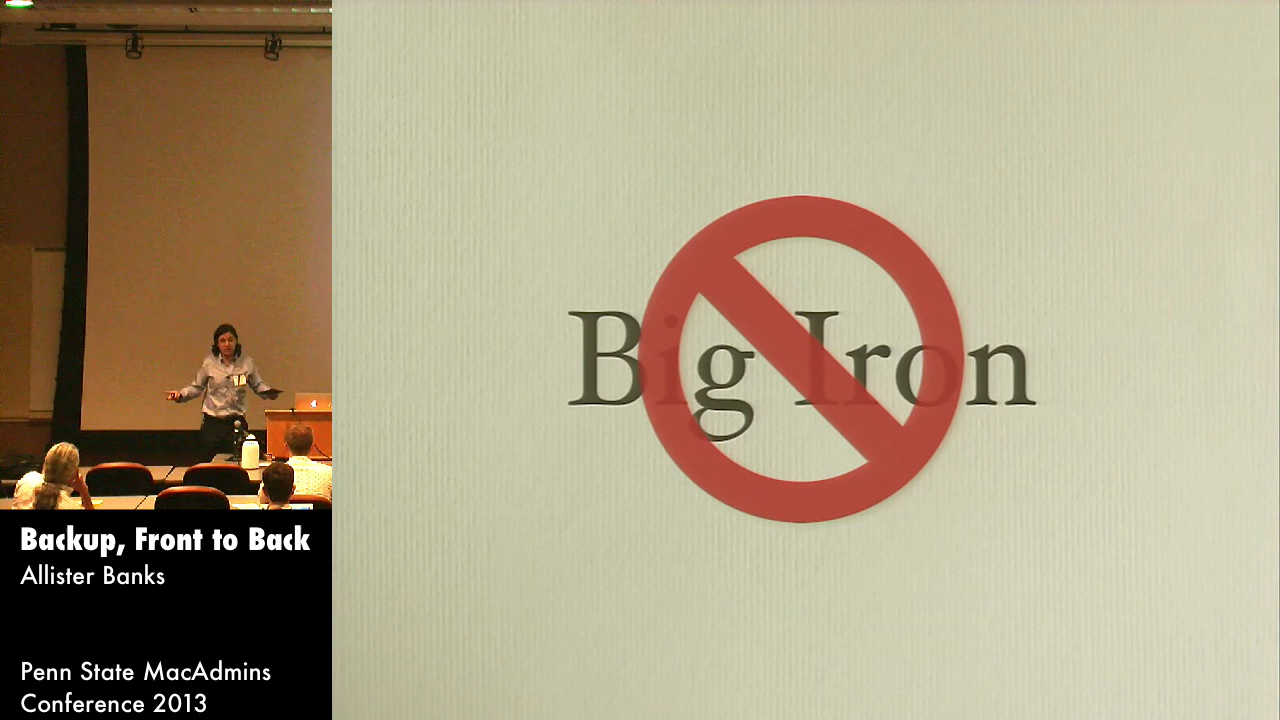 Big Iron
Backup, Front to Back
Allister Banks
Penn State MacAdmins
Conference 2013